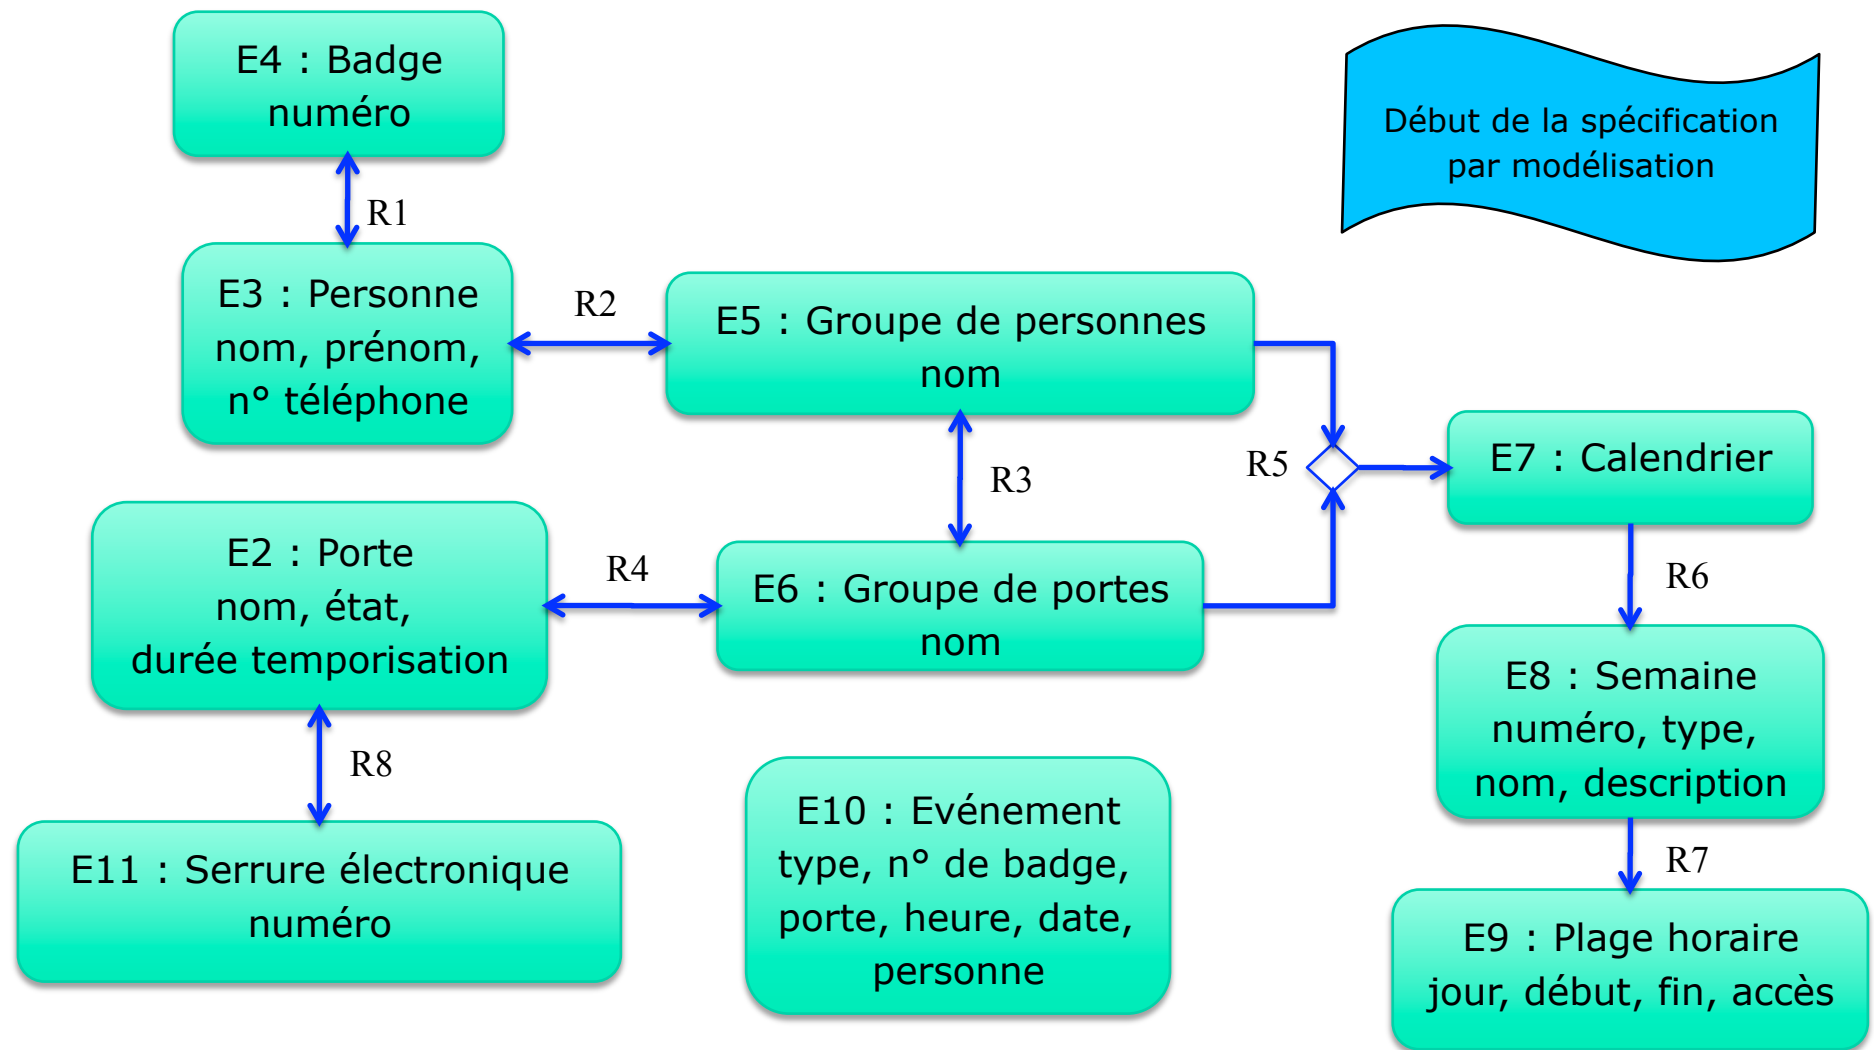 E4 : Badge
numéro
Début de la spécification
par modélisation
R1
E3 : Personne
nom, prénom,
n° téléphone
R2
E5 : Groupe de personnes
nom
R3
R5
E7 : Calendrier
E2 : Porte
nom, état,
durée temporisation
R4
E6 : Groupe de portes
nom
R6
E8 : Semaine
numéro, type,
nom, description
R8
E10 : Evénement
type, n° de badge,
porte, heure, date,
personne
R7
E11 : Serrure électronique
numéro
E9 : Plage horaire
jour, début, fin, accès